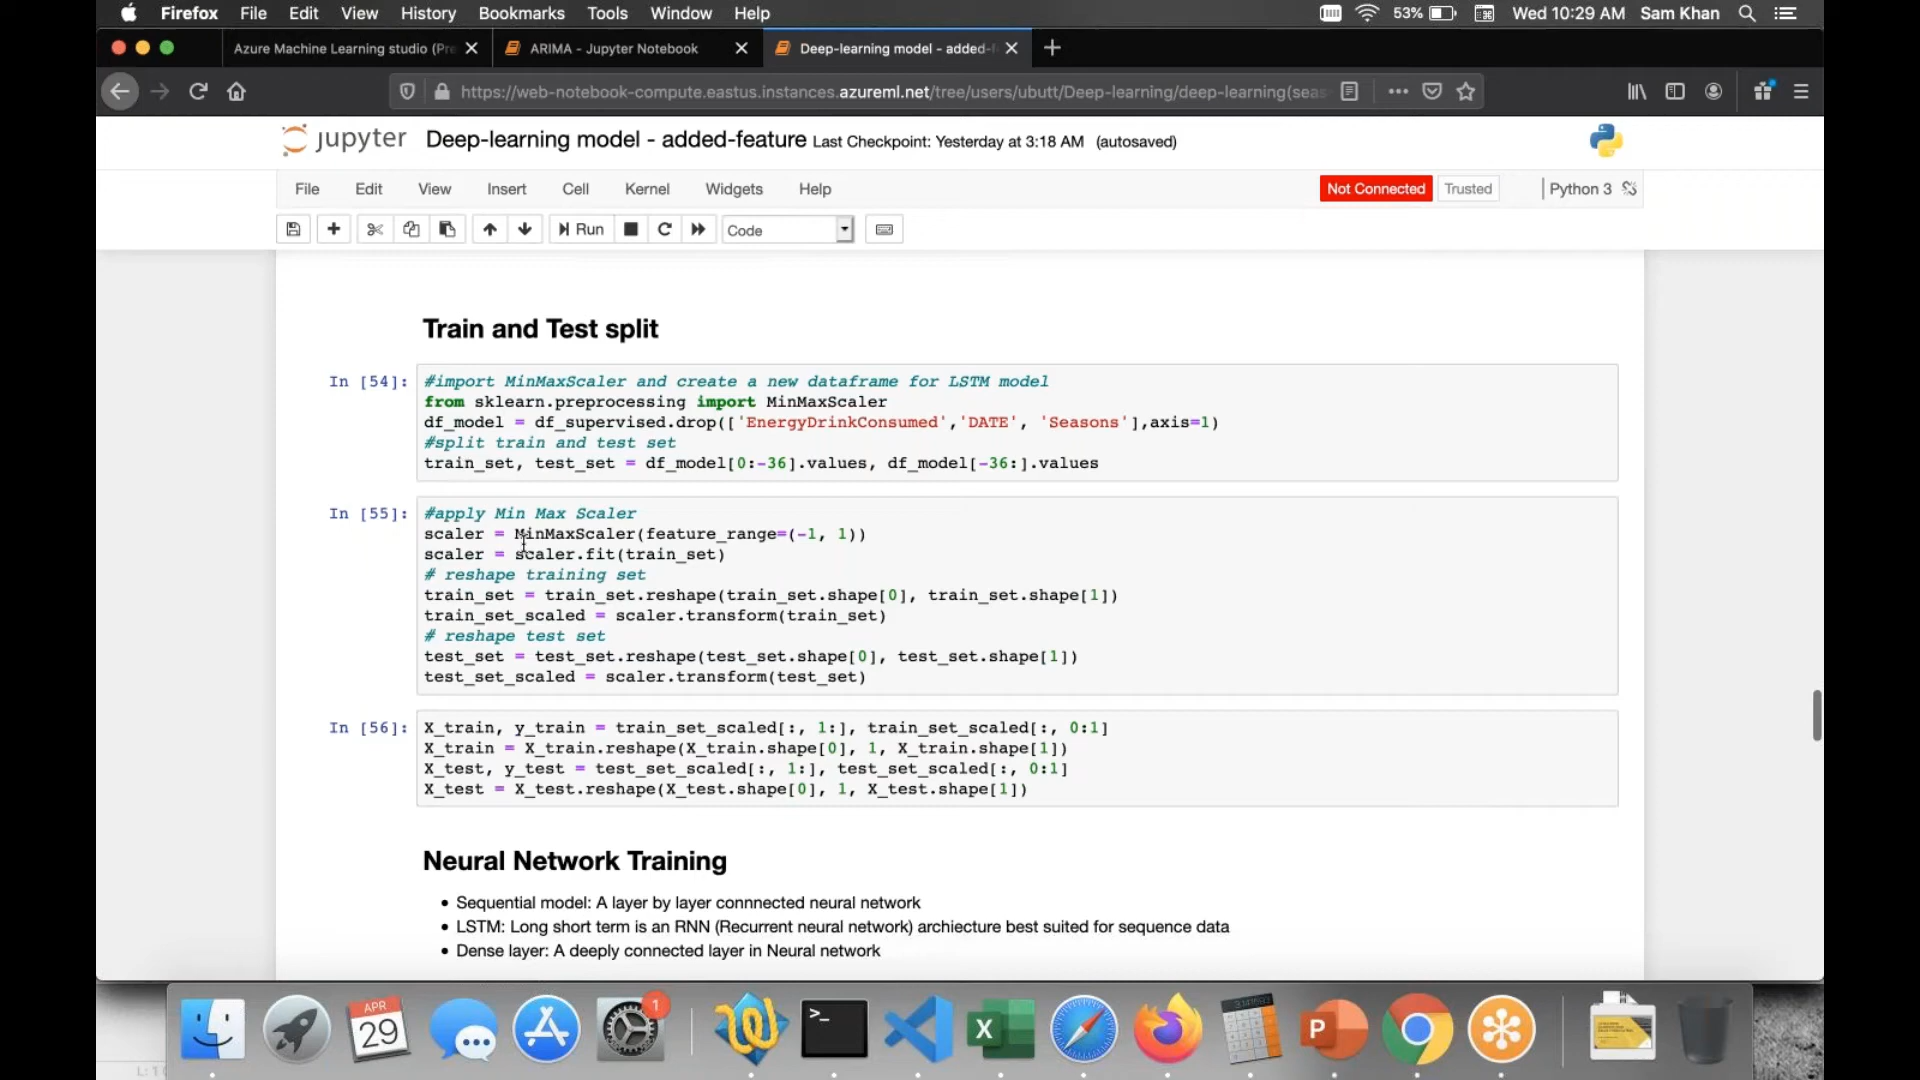 Firefox File Edit View History Bookmarks Tools Window Help 53% Wed 10:29 AM Sam Khan
Azure Machine Learning studio (Pre ARIMA - Jupyter Notebook Deep-learning model - added-f
https://web-notebook-compute.eastus.instances.azureml.net/tree/users/ubutt/Deep-learning/deep-learning(seas
jupyter Deep-learning model - added-feature Last Checkpoint: Yesterday at 3:18 AM (autosaved)
File Edit View Insert Cell Kernel Widgets Help Not Connected Trusted Python 3
Run Code
Train and Test split
In [54]: #import MinMaxScaler and create a new dataframe for LSTM model
from sklearn.preprocessing import MinMaxScaler
df_model = df_supervised.drop(['EnergyDrinkConsumed','DATE', 'Seasons'],axis=1)
#split train and test set
train_set, test_set = df_model[0:-36].values, df_model[-36:].values
In [55]: #apply Min Max Scaler
scaler = MinMaxScaler(feature_range=(-1, 1))
scaler = scaler.fit(train_set)
# reshape training set
train_set = train_set.reshape(train_set.shape[0], train_set.shape[1])
train_set_scaled = scaler.transform(train_set)
# reshape test set
test_set = test_set.reshape(test_set.shape[0], test_set.shape[1])
test_set_scaled = scaler.transform(test_set)
In [56]: X_train, y_train = train_set_scaled[:, 1:], train_set_scaled[:, 0:1]
X_train = X_train.reshape(X_train.shape[0], 1, X_train.shape[1])
X_test, y_test = test_set_scaled[:, 1:], test_set_scaled[:, 0:1]
X_test = X_test.reshape(X_test.shape[0], 1, X_test.shape[1])
Neural Network Training
• Sequential model: A layer by layer connnected neural network
• LSTM: Long short term is an RNN (Recurrent neural network) archiecture best suited for sequence data
• Dense layer: A deeply connected layer in Neural network
APR
29
1